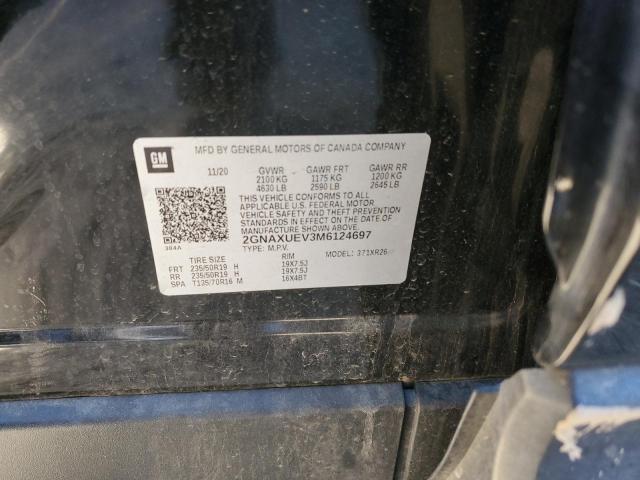 GM MFD BY GENERAL MOTORS OF CANADA COMPANY
11/20 GVWR GAWR FRT GAWR RR
2100 KG 1175 KG 1200 KG
4630 LB 2590 LB 2645 LB
THIS VEHICLE CONFORMS TO ALL
APPLICABLE U.S. FEDERAL MOTOR
VEHICLE SAFETY AND THEFT PREVENTION
STANDARDS IN EFFECT ON THE DATE OF
MANUFACTURE SHOWN ABOVE.
2GNAXUEV3M6124697
384A TYPE: M.P.V. MODEL: 371XR26
TIRE SIZE RIM
FRT 235/50R19 H 19X7.5J
RR 235/50R19 H 19X7.5J
SPA T135/70R16 M 16X4BT